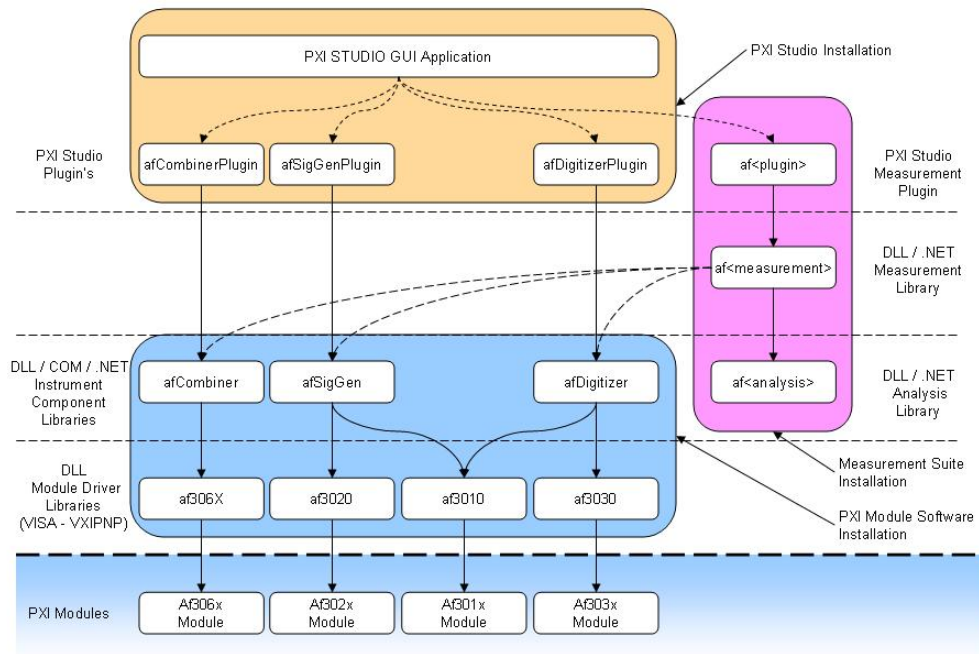 PXI STUDIO GUI Application
PXI Studio Installation
PXI Studio
Plugin's
afCombinerPlugin
afSigGenPlugin
afDigitizerPlugin
af<plugin>
PXI Studio
Measurement
Plugin
af<measurement>
DLL / .NET
Measurement
Library
DLL / COM / .NET
Instrument
Component
Libraries
afCombiner
afSigGen
afDigitizer
af<analysis>
DLL / .NET
Analysis
Library
DLL
Module Driver
Libraries
(VISA - VXIPNP)
af306X
af3020
af3010
af3030
Measurement Suite
Installation
PXI Module Software
Installation
PXI Modules
Af306x
Module
Af302x
Module
Af301x
Module
Af303x
Module